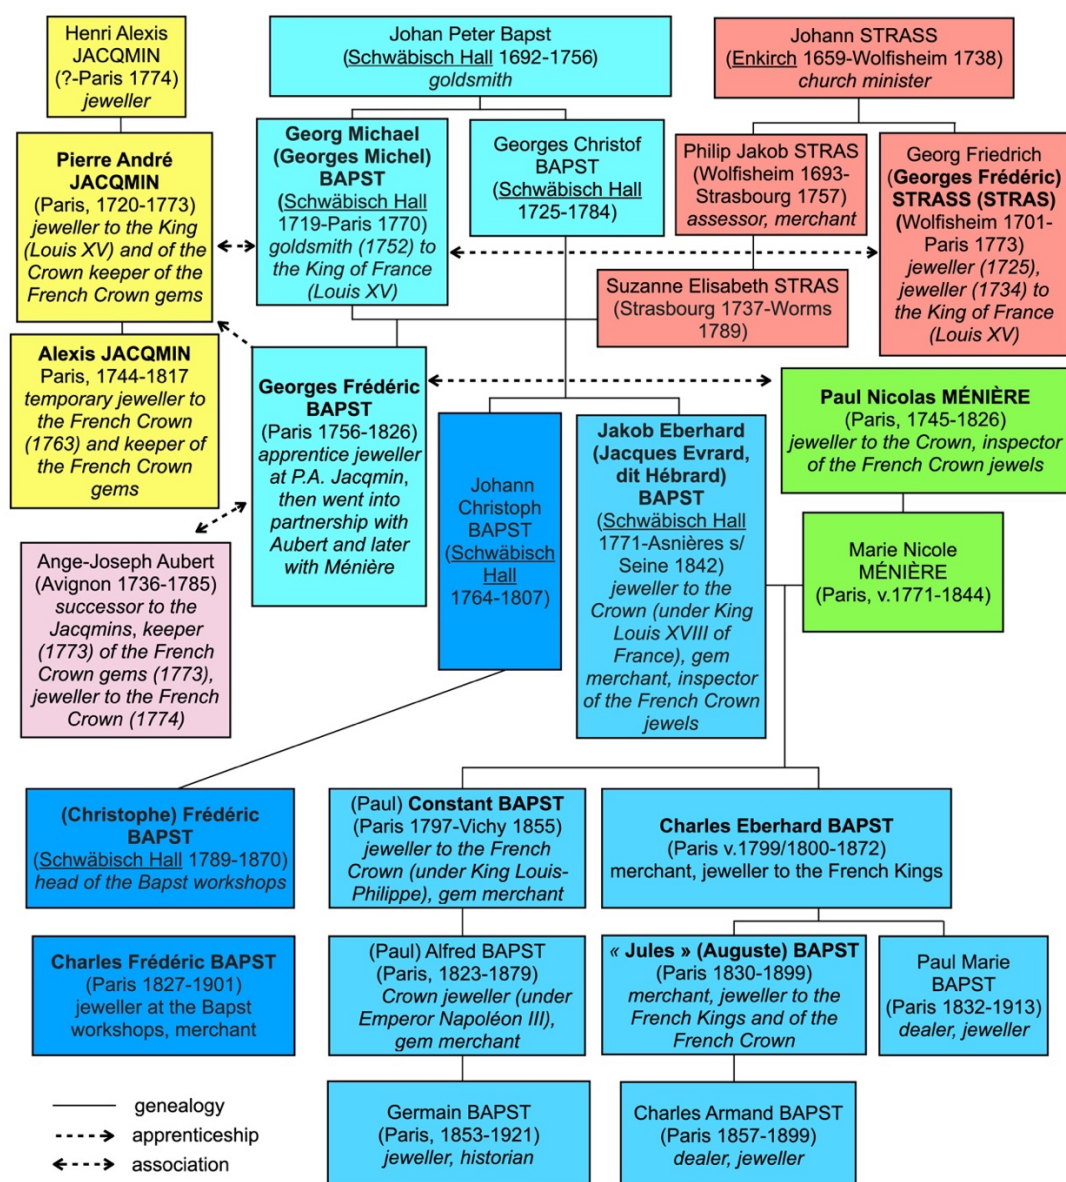 Henri Alexis
JACQMIN
(?-Paris 1774)
jeweller
Johan Peter Bapst
(Schwäbisch Hall 1692-1756)
goldsmith
Johann STRASS
(Enkirch 1659-Wolfisheim 1738)
church minister
Pierre André
JACQMIN
(Paris, 1720-1773)
jeweller to the King
(Louis XV) and of the
Crown keeper of the
French Crown gems
Georg Michael
(Georges Michel)
BAPST
(Schwäbisch Hall
1719-Paris 1770)
goldsmith (1752) to
the King of France
(Louis XV)
Georges Christof
BAPST
(Schwäbisch Hall
1725-1784)
Philip Jakob STRAS
(Wolfisheim 1693-
Strasbourg 1757)
assessor, merchant
Georg Friedrich
(Georges Frédéric)
STRASS (STRAS)
(Wolfisheim 1701-
Paris 1773)
jeweller (1725),
jeweller (1734) to
the King of France
(Louis XV)
Suzanne Elisabeth STRAS
(Strasbourg 1737-Worms
1789)
Alexis JACQMIN
Paris, 1744-1817
temporary jeweller to
the French Crown
(1763) and keeper of
the French Crown
gems
Georges Frédéric
BAPST
(Paris 1756-1826)
apprentice jeweller
at P.A. Jacqmin,
then went into
partnership with
Aubert and later
with Ménière
Johann
Christoph
BAPST
(Schwäbisch
Hall
1764-1807)
Jakob Eberhard
(Jacques Evrard,
dit Hébrard)
BAPST
(Schwäbisch Hall
1771-Asnières s/
Seine 1842)
jeweller to the
Crown (under King
Louis XVIII of
France), gem
merchant, inspector
of the French Crown
jewels
Paul Nicolas MÉNIÈRE
(Paris, 1745-1826)
jeweller to the Crown, inspector
of the French Crown jewels
Marie Nicole
MÉNIÈRE
(Paris, v.1771-1844)
Ange-Joseph Aubert
(Avignon 1736-1785)
successor to the
Jacqmins, keeper
(1773) of the French
Crown gems (1773),
jeweller to the French
Crown (1774)
(Christophe) Frédéric
BAPST
(Schwäbisch Hall 1789-1870)
head of the Bapst workshops
(Paul) Constant BAPST
(Paris 1797-Vichy 1855)
jeweller to the French
Crown (under King Louis-
Philippe), gem merchant
Charles Eberhard BAPST
(Paris v.1799/1800-1872)
merchant, jeweller to the French Kings
Charles Frédéric BAPST
(Paris 1827-1901)
jeweller at the Bapst
workshops, merchant
(Paul) Alfred BAPST
(Paris, 1823-1879)
Crown jeweller (under
Emperor Napoléon III),
gem merchant
« Jules » (Auguste) BAPST
(Paris 1830-1899)
merchant, jeweller to the
French Kings and of the
French Crown
Paul Marie
BAPST
(Paris 1832-1913)
dealer, jeweller
Germain BAPST
(Paris, 1853-1921)
jeweller, historian
Charles Armand BAPST
(Paris 1857-1899)
dealer, jeweller
genealogy
apprenticeship
association